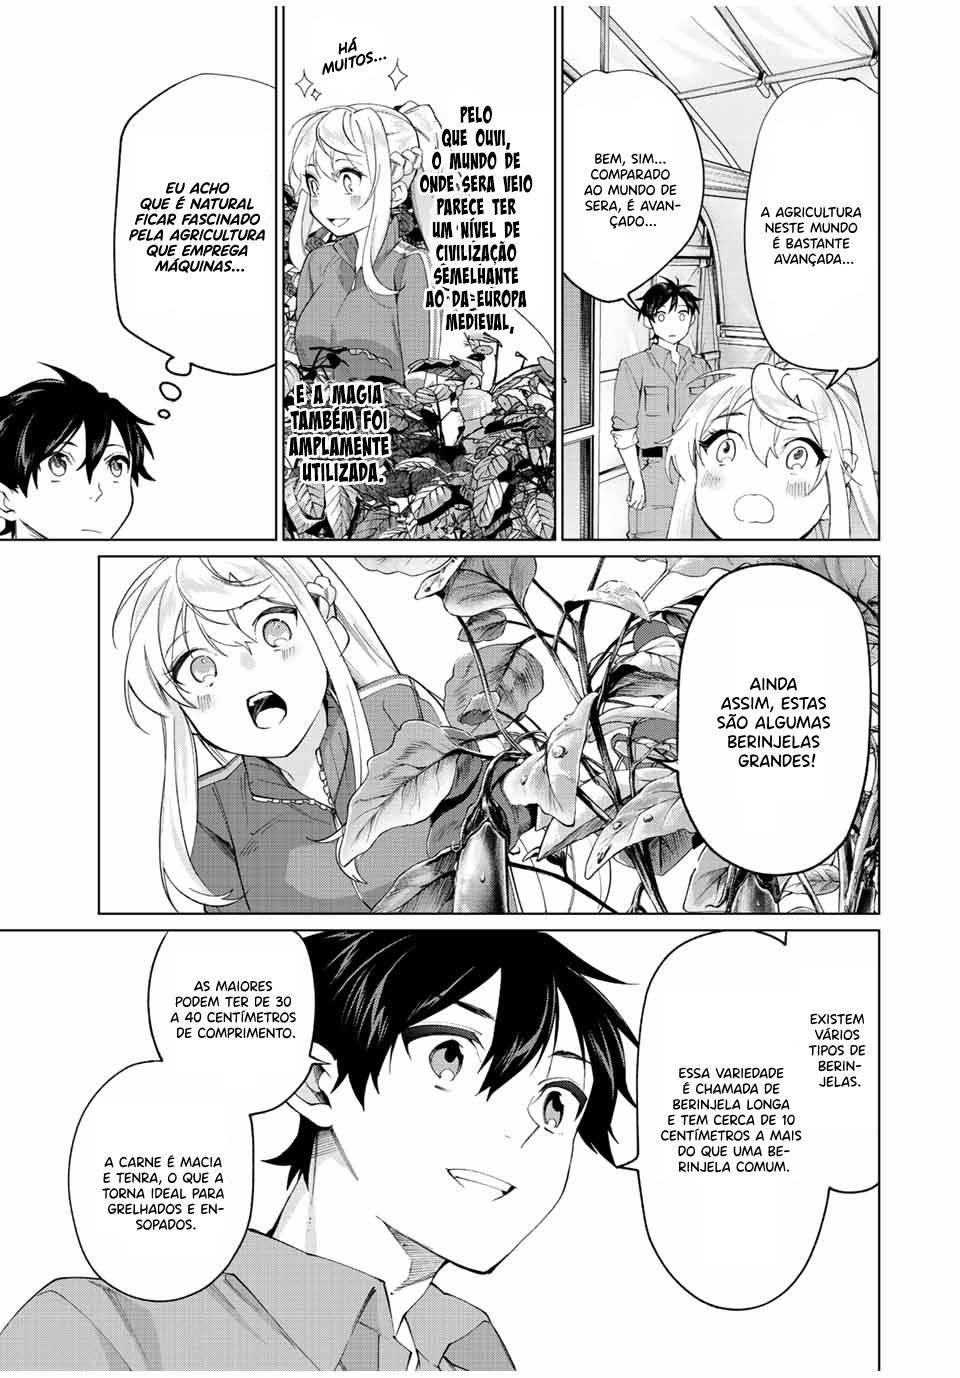 A AGRICULTURA
NESTE MUNDO
É BASTANTE
AVANÇADA...
BEM, SIM...
COMPARADO
AO MUNDO DE
SERA, É AVAN-
ÇADO...
HÁ
MUITOS...
PELO
QUE OUVI,
O MUNDO DE
ONDE SERA VEIO
PARECE TER
UM NÍVEL DE
CIVILIZAÇÃO
SEMELHANTE
AO DA EUROPA
MEDIEVAL,
E A MAGIA
TAMBÉM FOI
AMPLAMENTE
UTILIZADA.
EU ACHO
QUE É NATURAL
FICAR FASCINADO
PELA AGRICULTURA
QUE EMPREGA
MÁQUINAS...
AINDA
ASSIM, ESTAS
SÃO ALGUMAS
BERINJELAS
GRANDES!
EXISTEM
VÁRIOS
TIPOS DE
BERIN-
JELAS.
ESSA VARIEDADE
É CHAMADA DE
BERINJELA LONGA
E TEM CERCA DE 10
CENTÍMETROS A MAIS
DO QUE UMA BE-
RINJELA COMUM.
AS MAIORES
PODEM TER DE 30
A 40 CENTÍMETROS
DE COMPRIMENTO.
A CARNE É MACIA
E TENRA, O QUE A
TORNA IDEAL PARA
GRELHADOS E EN-
SOPADOS.